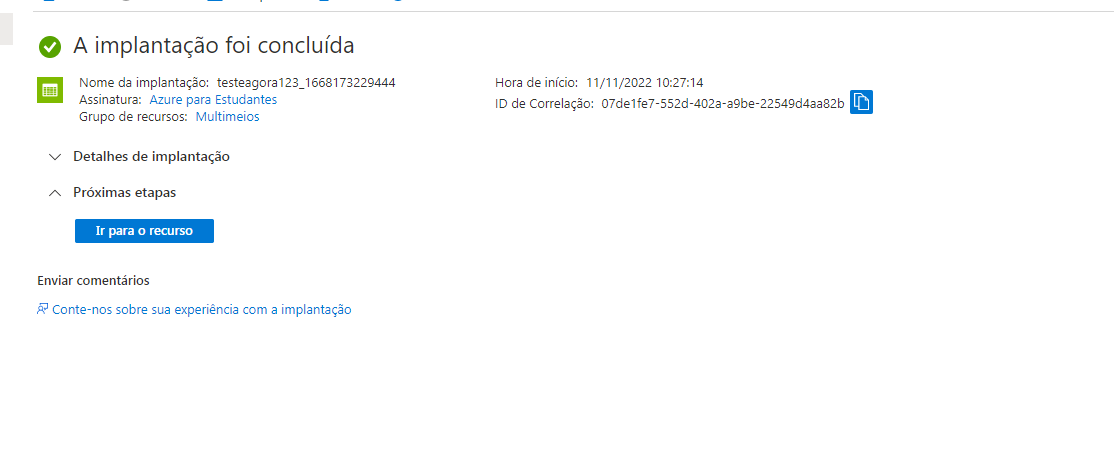 A implantação foi concluída
Nome da implantação: testeagora123_1668173229444
Assinatura: Azure para Estudantes
Grupo de recursos: Multimeios
Hora de início: 11/11/2022 10:27:14
ID de Correlação: 07de1fe7-552d-402a-a9be-22549d4aa82b
Detalhes de implantação
Próximas etapas
Ir para o recurso
Enviar comentários
Conte-nos sobre sua experiência com a implantação